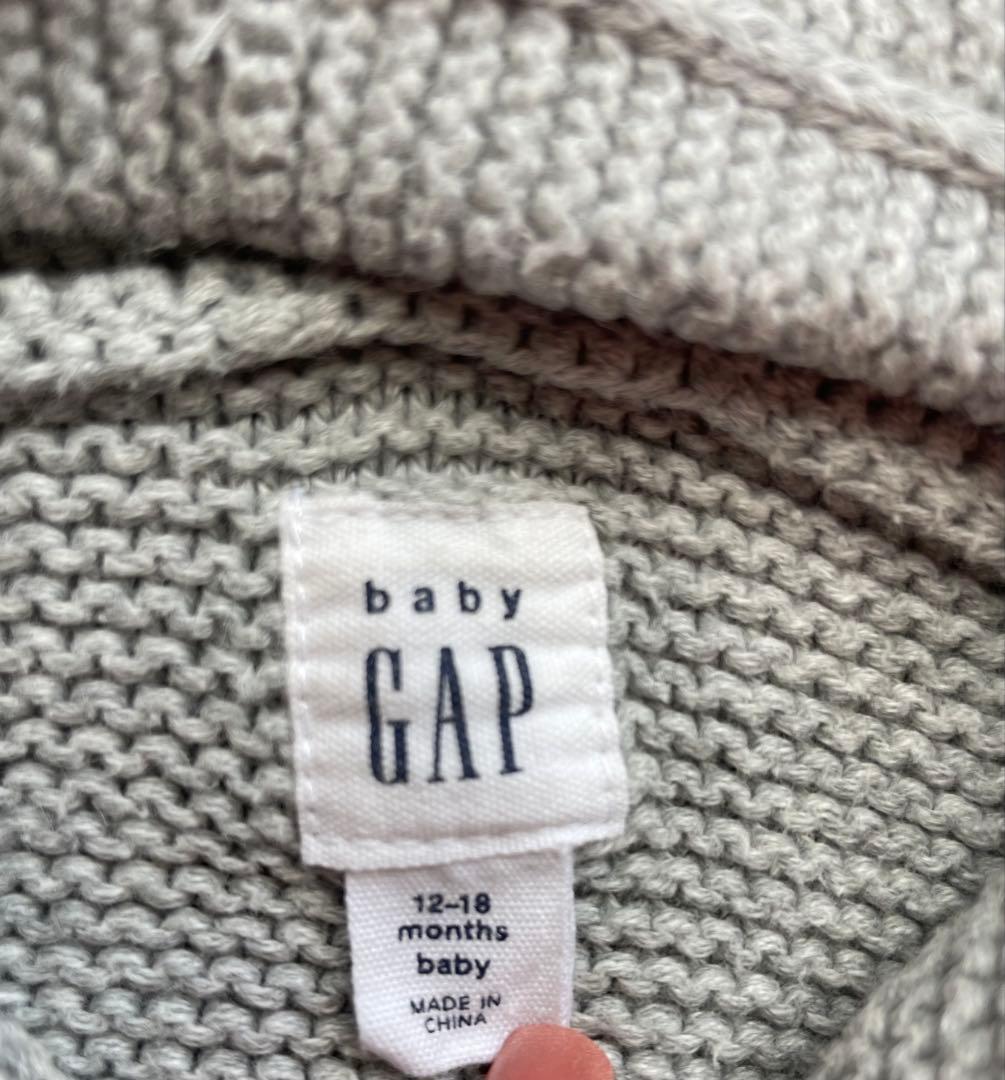 baby
GAP
12–18
months
baby
MADE IN
CHINA